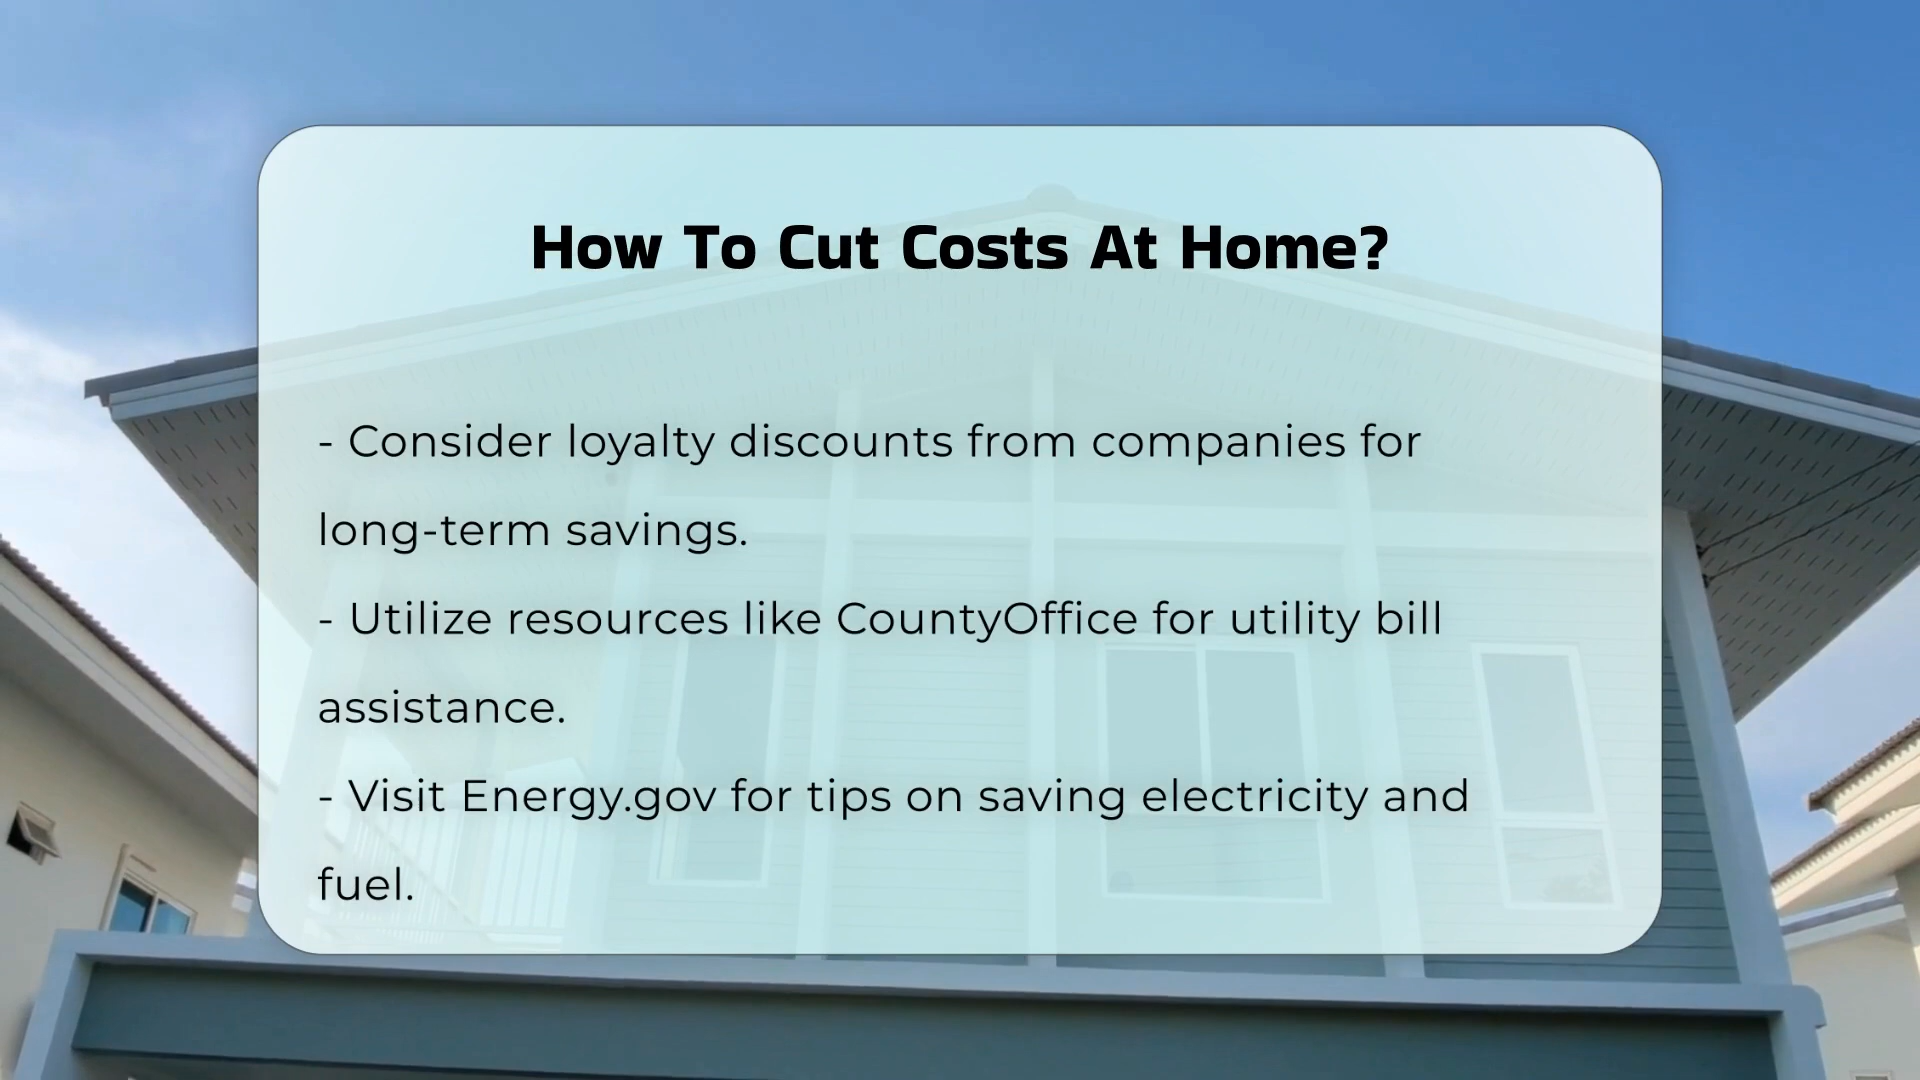 How To Cut Costs At Home?
- Consider loyalty discounts from companies for
long-term savings.
- Utilize resources like CountyOffice for utility bill
assistance.
- Visit Energy.gov for tips on saving electricity and
fuel.